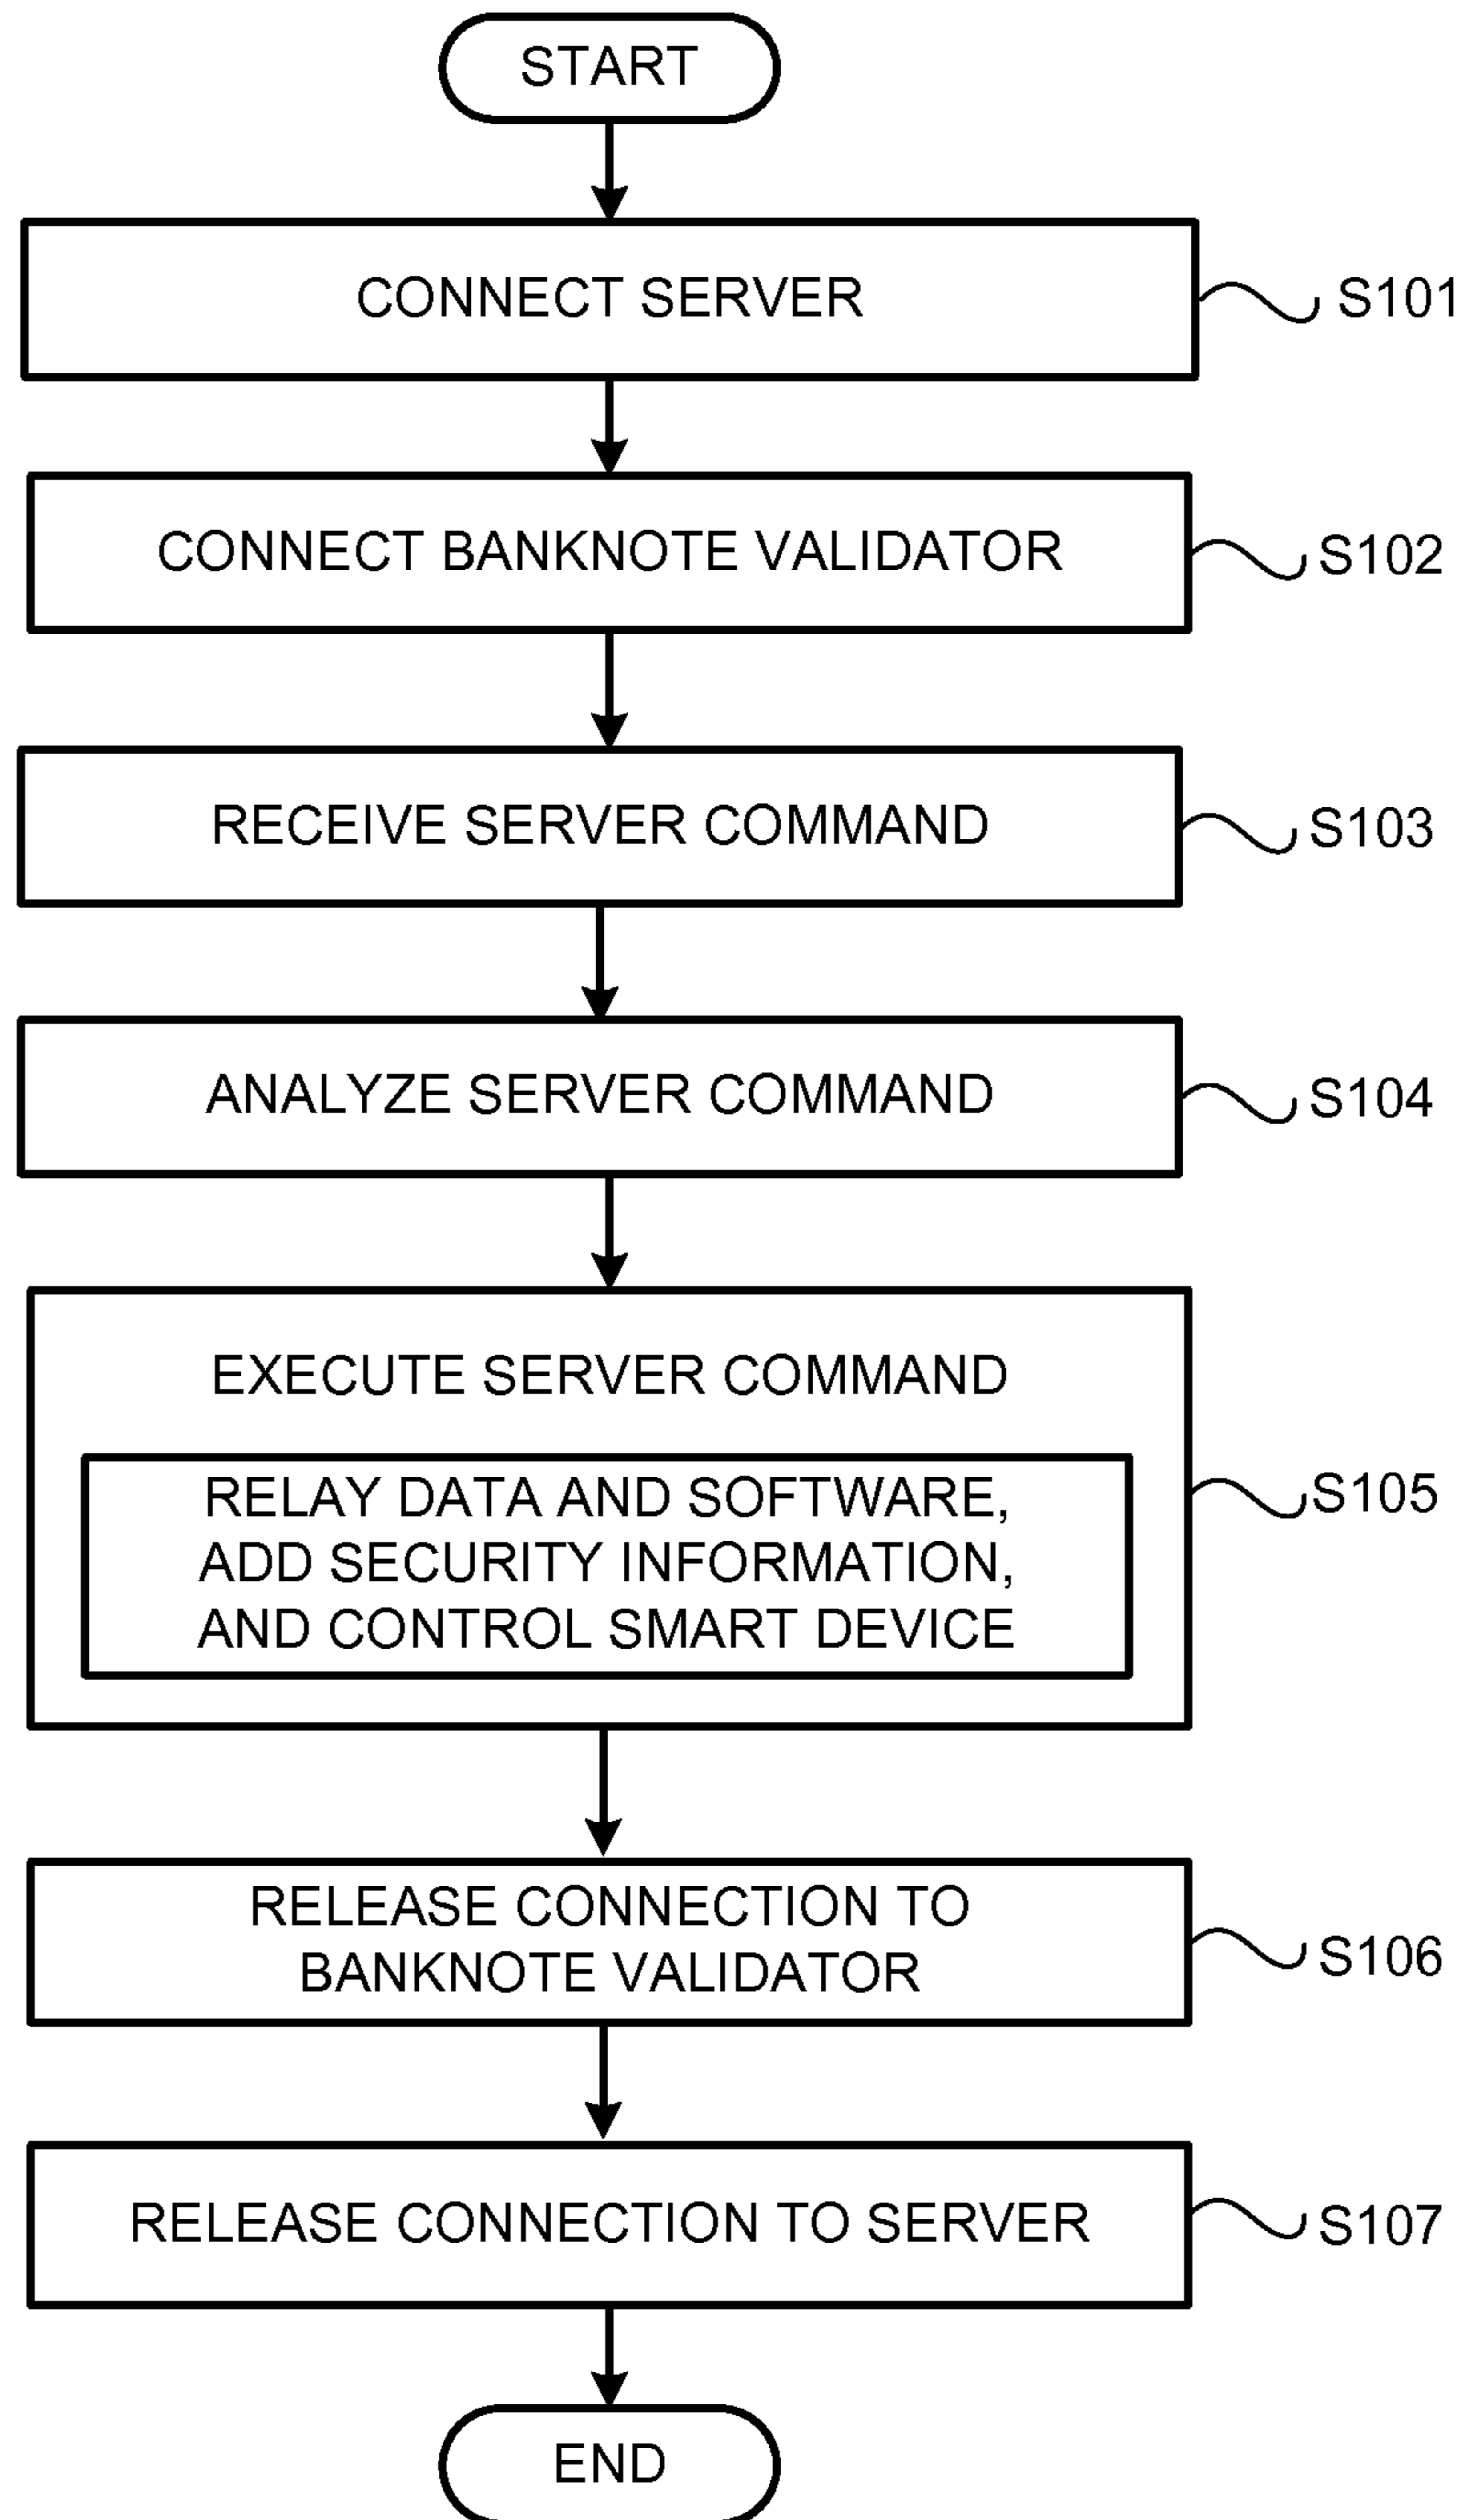 START
CONNECT SERVER
S101
CONNECT BANKNOTE VALIDATOR
S102
RECEIVE SERVER COMMAND
S103
ANALYZE SERVER COMMAND
S104
EXECUTE SERVER COMMAND
RELAY DATA AND SOFTWARE,
ADD SECURITY INFORMATION,
AND CONTROL SMART DEVICE
S105
RELEASE CONNECTION TO
BANKNOTE VALIDATOR
S106
RELEASE CONNECTION TO SERVER
S107
END